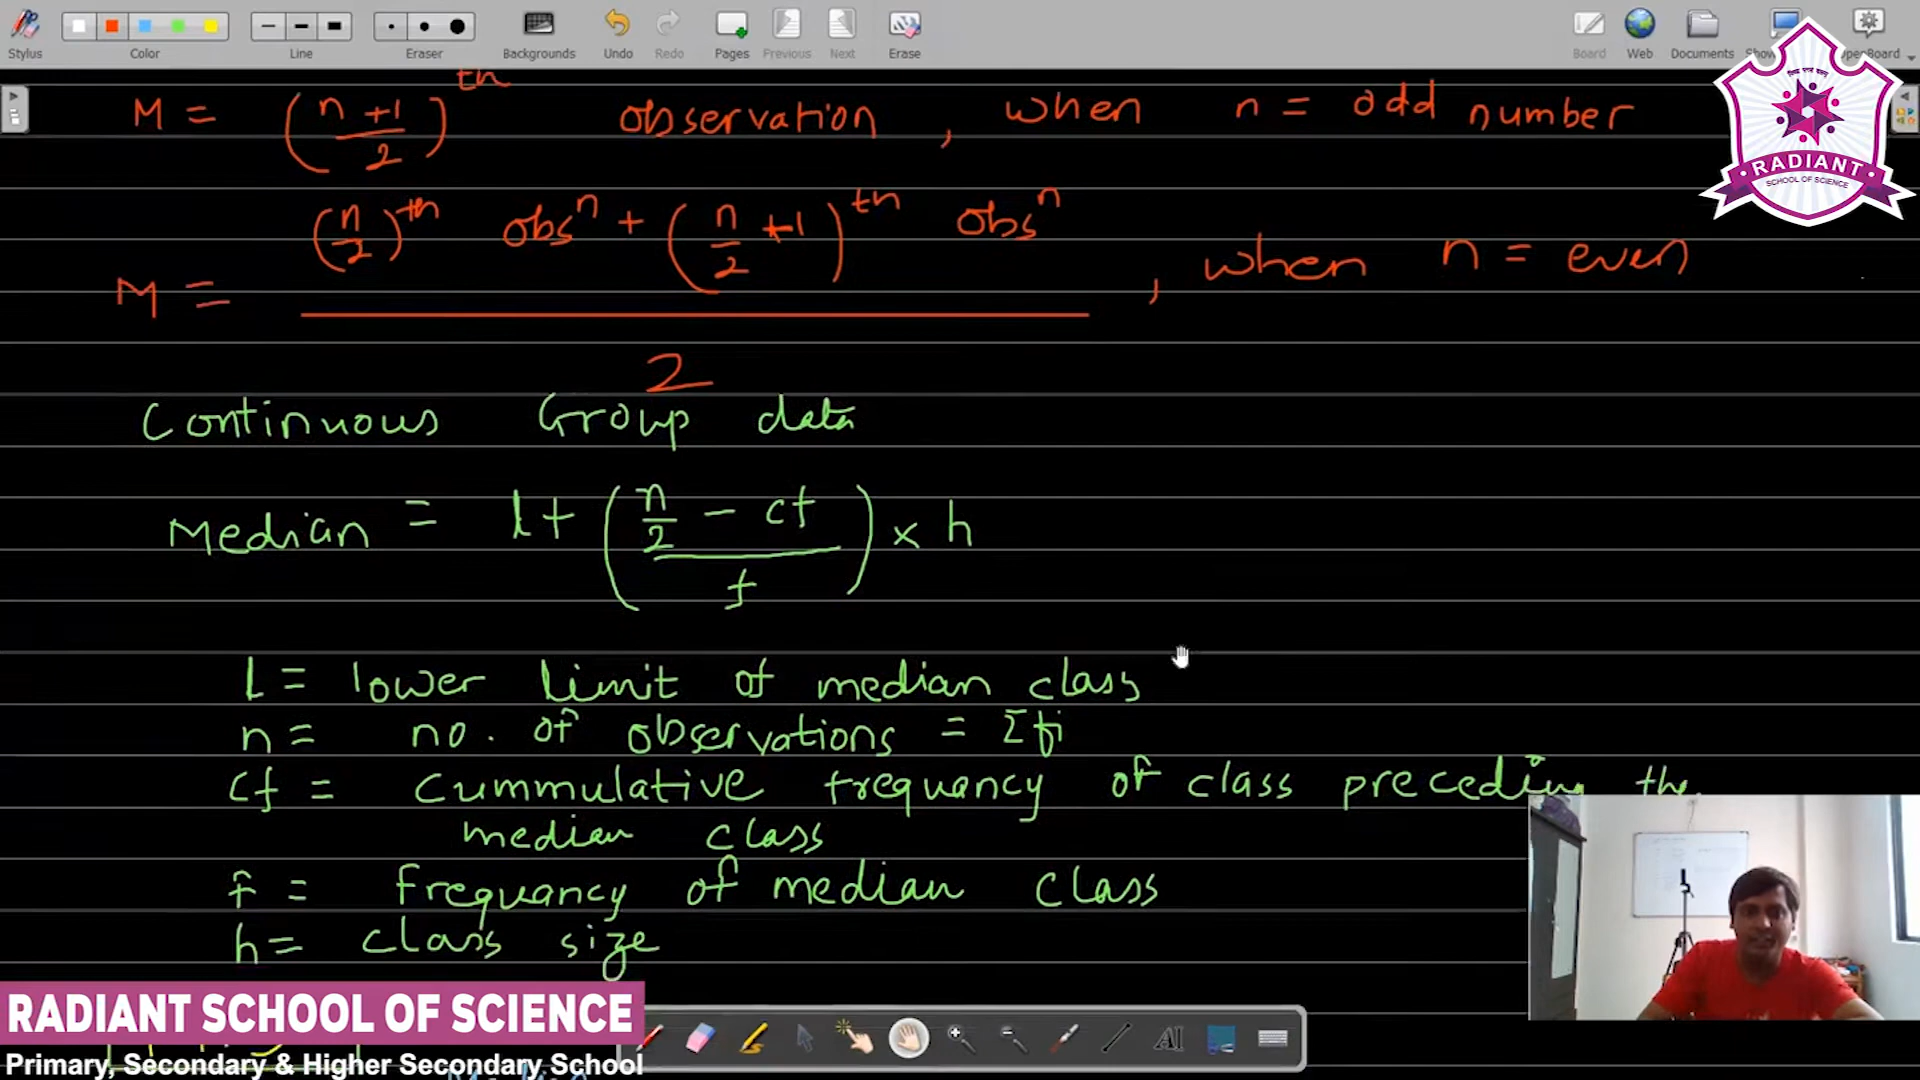 Stylus Color Line Eraser Backgrounds Undo Redo Pages Previous Next Erase Board Web Documents
M = (n+1/2)th observation, when n = odd number
M = (n/2)th obsn + (n/2 +1)th obsn / 2, when n = even
Continuous Group data
Median = l+ (n/2 - cf / f) × h
l = lower limit of median class
n = no. of observations = Σfi
cf = cummulative frequancy of class preceding the
median class
f = frequancy of median class
h = class size
RADIANT
SCHOOL OF SCIENCE
RADIANT SCHOOL OF SCIENCE
Primary, Secondary & Higher Secondary School